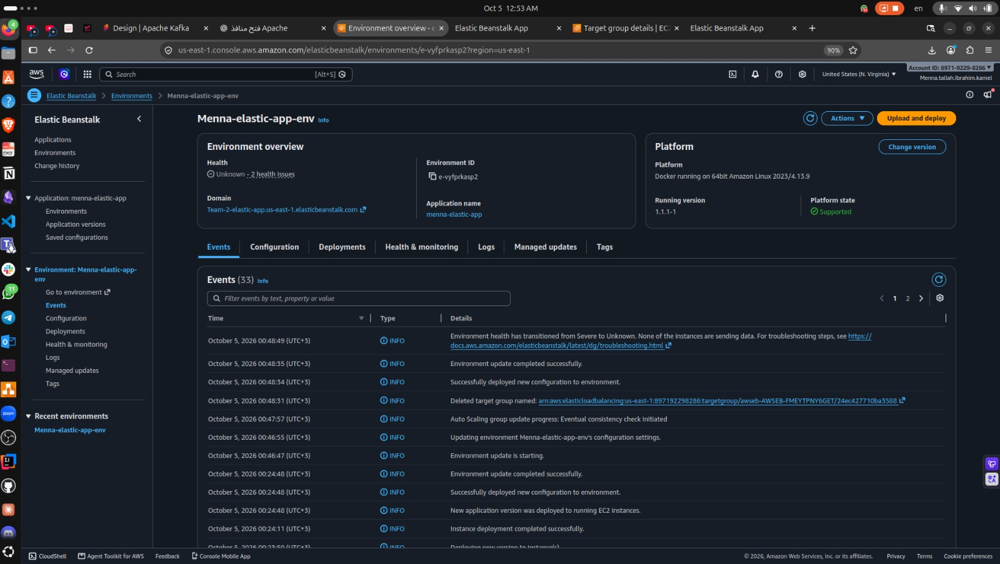 Oct 5 12:53 AM
en
Design | Apache Kafka
فتح منافذ Apache
Environment overview - e
Elastic Beanstalk App
Target group details | EC2
Elastic Beanstalk App
us-east-1.console.aws.amazon.com/elasticbeanstalk/environments/e-vyfprkasp2?region=us-east-1
90%
aws
Search
[Alt+S]
United States (N. Virginia)
Account ID: 8971-9229-8286
Menna.tallah.Ibrahim.kamel
Elastic Beanstalk
Environments
Menna-elastic-app-env
Elastic Beanstalk
Applications
Environments
Change history
Application: menna-elastic-app
Environments
Application versions
Saved configurations
Environment: Menna-elastic-app-
env
Go to environment
Events
Configuration
Deployments
Health & monitoring
Logs
Managed updates
Tags
Recent environments
Menna-elastic-app-env
Menna-elastic-app-env Info
Actions
Upload and deploy
Environment overview
Health
Unknown - 2 health issues
Domain
Team-2-elastic-app.us-east-1.elasticbeanstalk.com
Environment ID
e-vyfprkasp2
Application name
menna-elastic-app
Platform
Change version
Platform
Docker running on 64bit Amazon Linux 2023/4.13.9
Running version
1.1.1-1
Platform state
Supported
Events
Configuration
Deployments
Health & monitoring
Logs
Managed updates
Tags
Events (33) Info
Filter events by text, property or value
1
2
Time
Type
Details
October 5, 2026 00:48:49 (UTC+3)
INFO
Environment health has transitioned from Severe to Unknown. None of the instances are sending data. For troubleshooting steps, see https://
docs.aws.amazon.com/elasticbeanstalk/latest/dg/troubleshooting.html
October 5, 2026 00:48:35 (UTC+3)
INFO
Environment update completed successfully.
October 5, 2026 00:48:34 (UTC+3)
INFO
Successfully deployed new configuration to environment.
October 5, 2026 00:48:31 (UTC+3)
INFO
Deleted target group named: arn:aws:elasticloadbalancing:us-east-1:897192298286:targetgroup/awseb-AWSEB-FMEYTPNY6GET/24ec427710ba3588
October 5, 2026 00:47:57 (UTC+3)
INFO
Auto Scaling group update progress: Eventual consistency check initiated
October 5, 2026 00:46:55 (UTC+3)
INFO
Updating environment Menna-elastic-app-env's configuration settings.
October 5, 2026 00:46:47 (UTC+3)
INFO
Environment update is starting.
October 5, 2026 00:24:48 (UTC+3)
INFO
Environment update completed successfully.
October 5, 2026 00:24:48 (UTC+3)
INFO
Successfully deployed new configuration to environment.
October 5, 2026 00:24:48 (UTC+3)
INFO
New application version was deployed to running EC2 instances.
October 5, 2026 00:24:11 (UTC+3)
INFO
Instance deployment completed successfully.
October 5, 2026 00:23:50 (UTC+3)
INFO
Deploying new version to instance(s).
CloudShell
Agent Toolkit for AWS
Feedback
Console Mobile App
© 2026, Amazon Web Services, Inc. or its affiliates.
Privacy
Terms
Cookie preferences
4
11
zoom